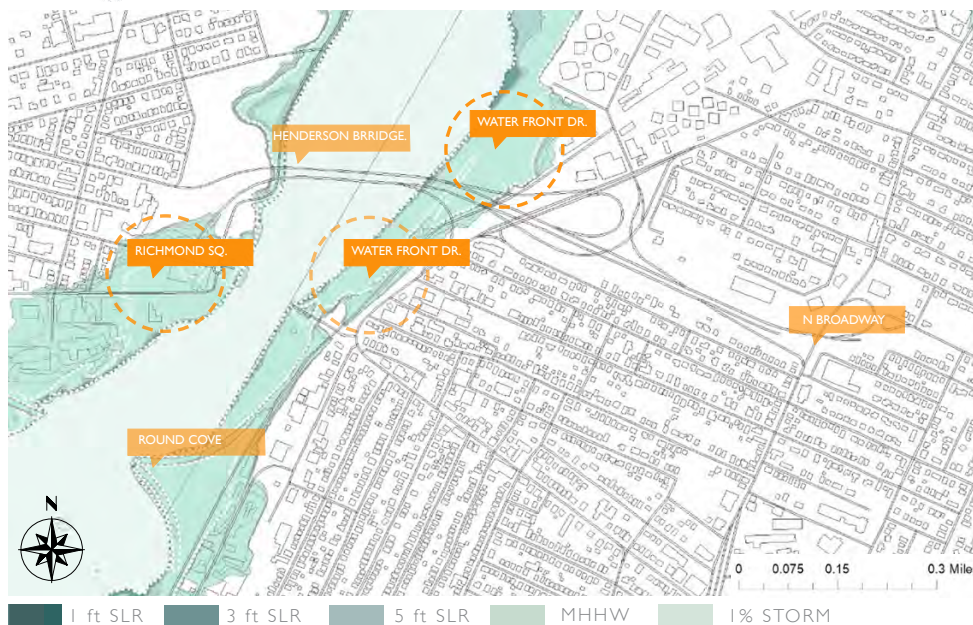 WATER FRONT DR.
HENDERSON BRRIDGE.
RICHMOND SQ.
WATER FRONT DR.
N BROADWAY
ROUND COVE
N
0 0.075 0.15 0.3 Mile
1 ft SLR 3 ft SLR 5 ft SLR MHHW 1% STORM